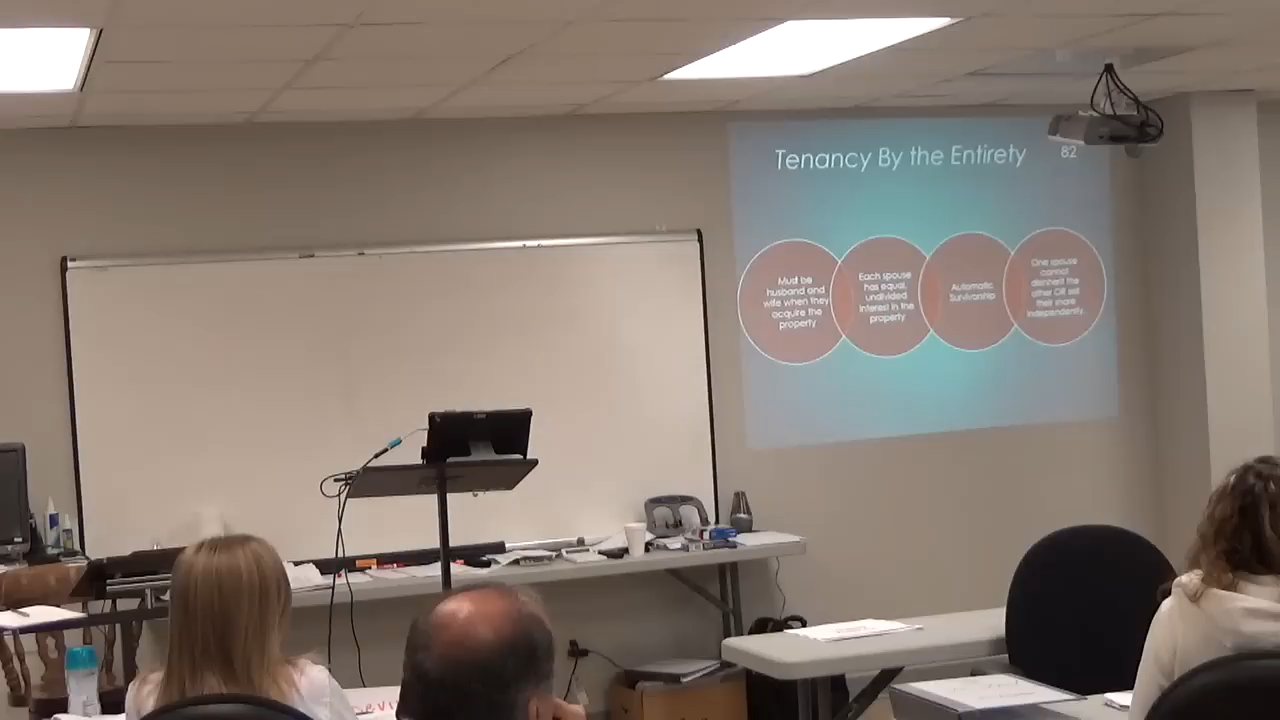 Tenancy By the Entirety
82
Must be
husband and
wife when they
acquire the
property
Each spouse
has equal,
undivided
interest in the
property
Automatic
Survivorship
One spouse
cannot
disinherit the
other OR sell
their share
independently.